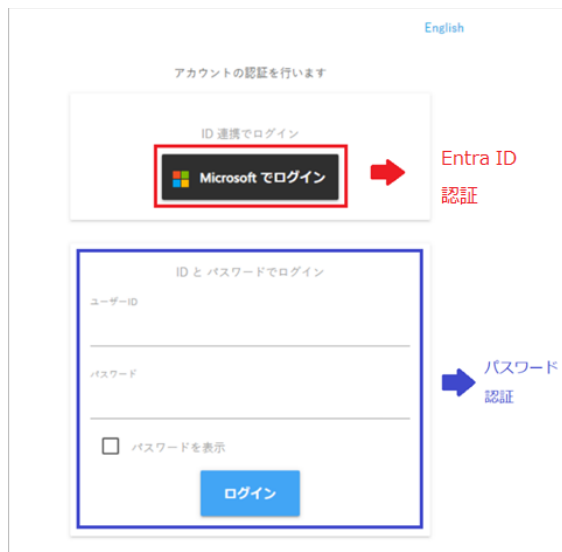 English
アカウントの認証を行います
ID 連携でログイン
Microsoft でログイン
Entra ID
認証
ID と パスワードでログイン
ユーザーID
パスワード
パスワード
認証
パスワードを表示
ログイン